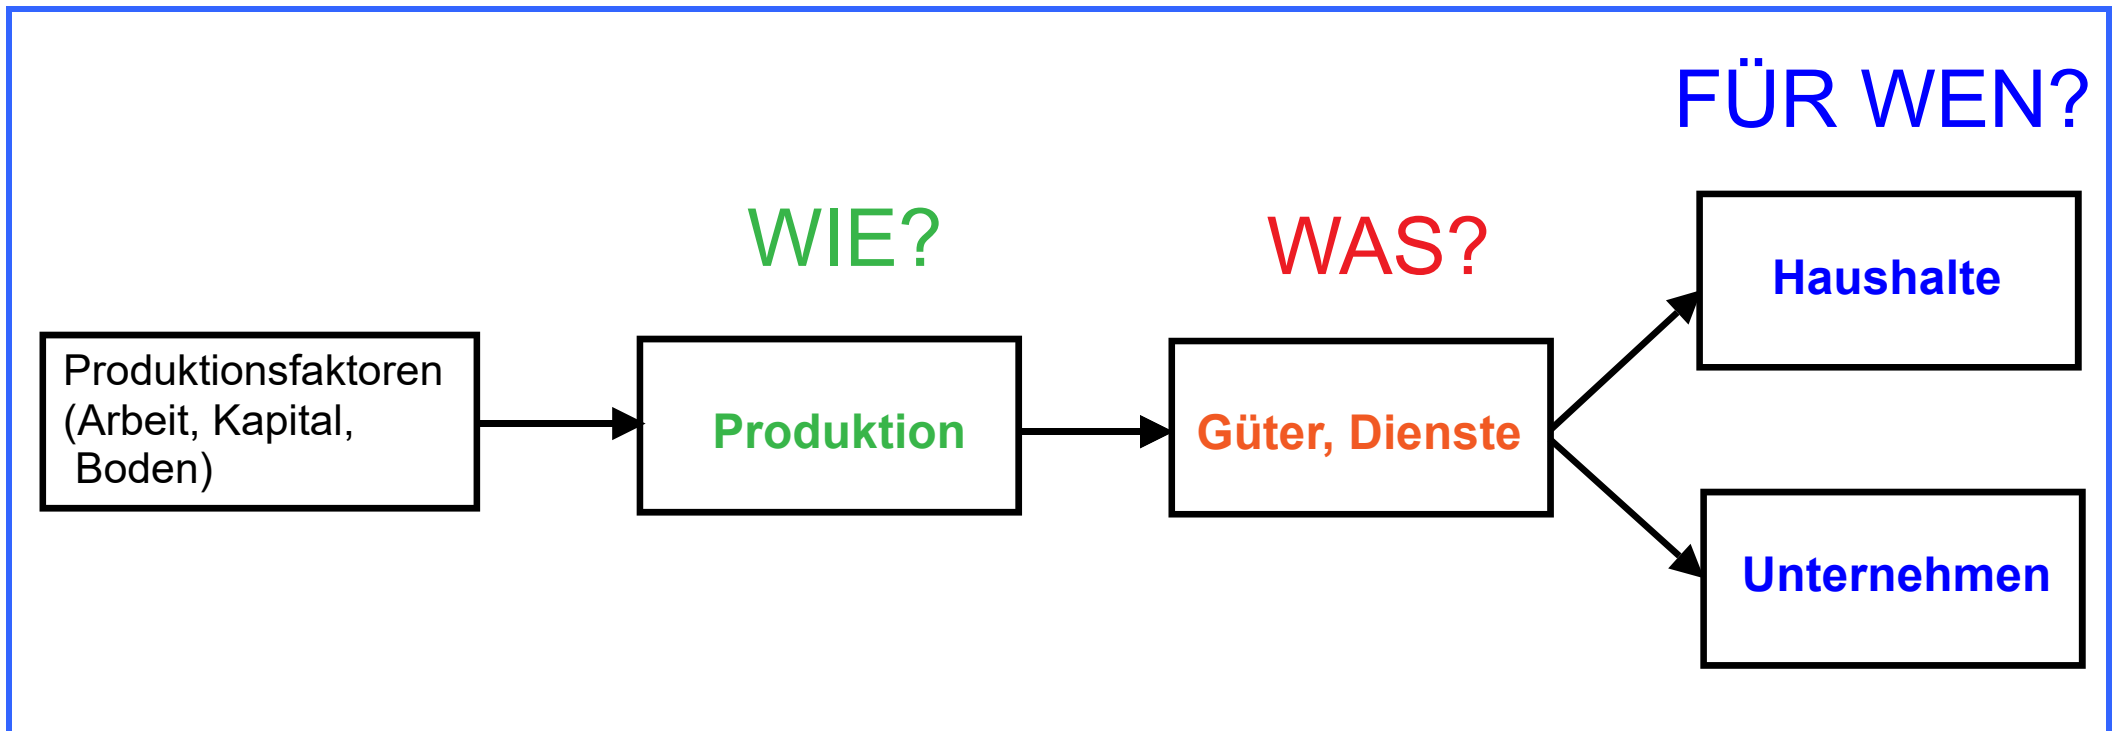 FÜR WEN?
WIE?
WAS?
Haushalte
Produktionsfaktoren
(Arbeit, Kapital,
Boden)
Produktion
Güter, Dienste
Unternehmen